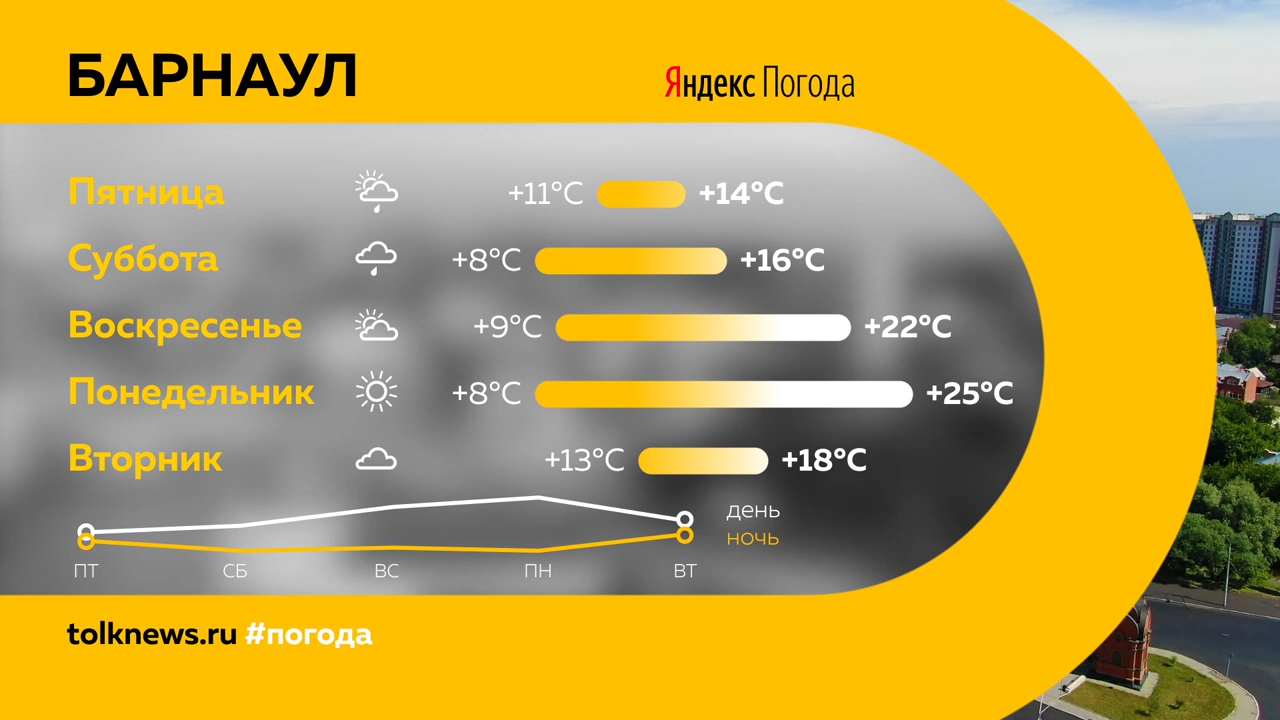 БАРНАУЛ
Яндекс Погода
Пятница +11°C +14°C
Суббота +8°C +16°C
Воскресенье +9°C +22°C
Понедельник +8°C +25°C
Вторник +13°C +18°C
день
ночь
ПТ СБ ВС ПН ВТ
tolknews.ru #погода